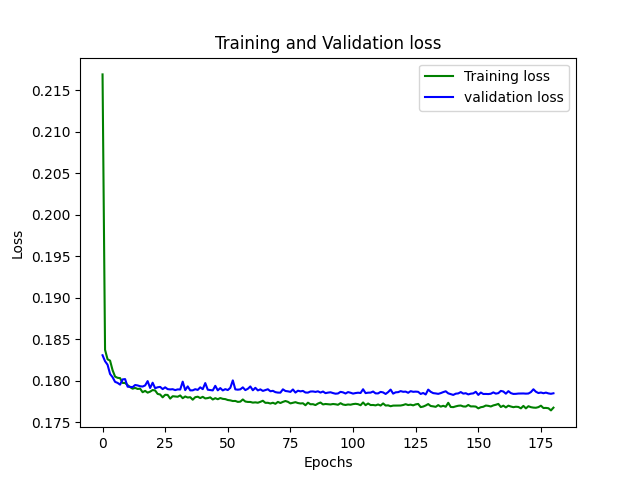 Training and Validation loss
Training loss
validation loss
0.215
0.210
0.205
0.200
0.195
0.190
0.185
0.180
0.175
Loss
0 25 50 75 100 125 150 175
Epochs